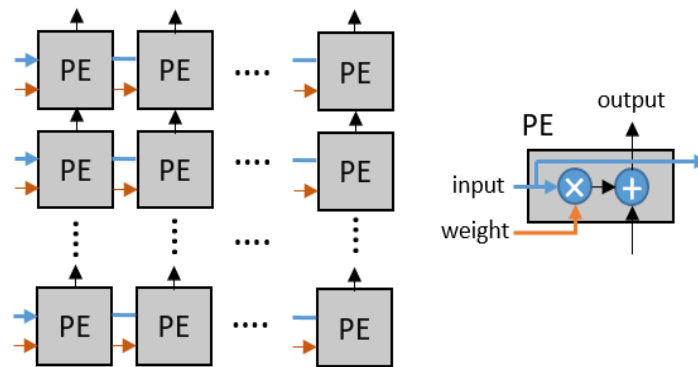 PE PE .... PE
PE PE .... PE
....
PE PE .... PE
output
PE
input
weight